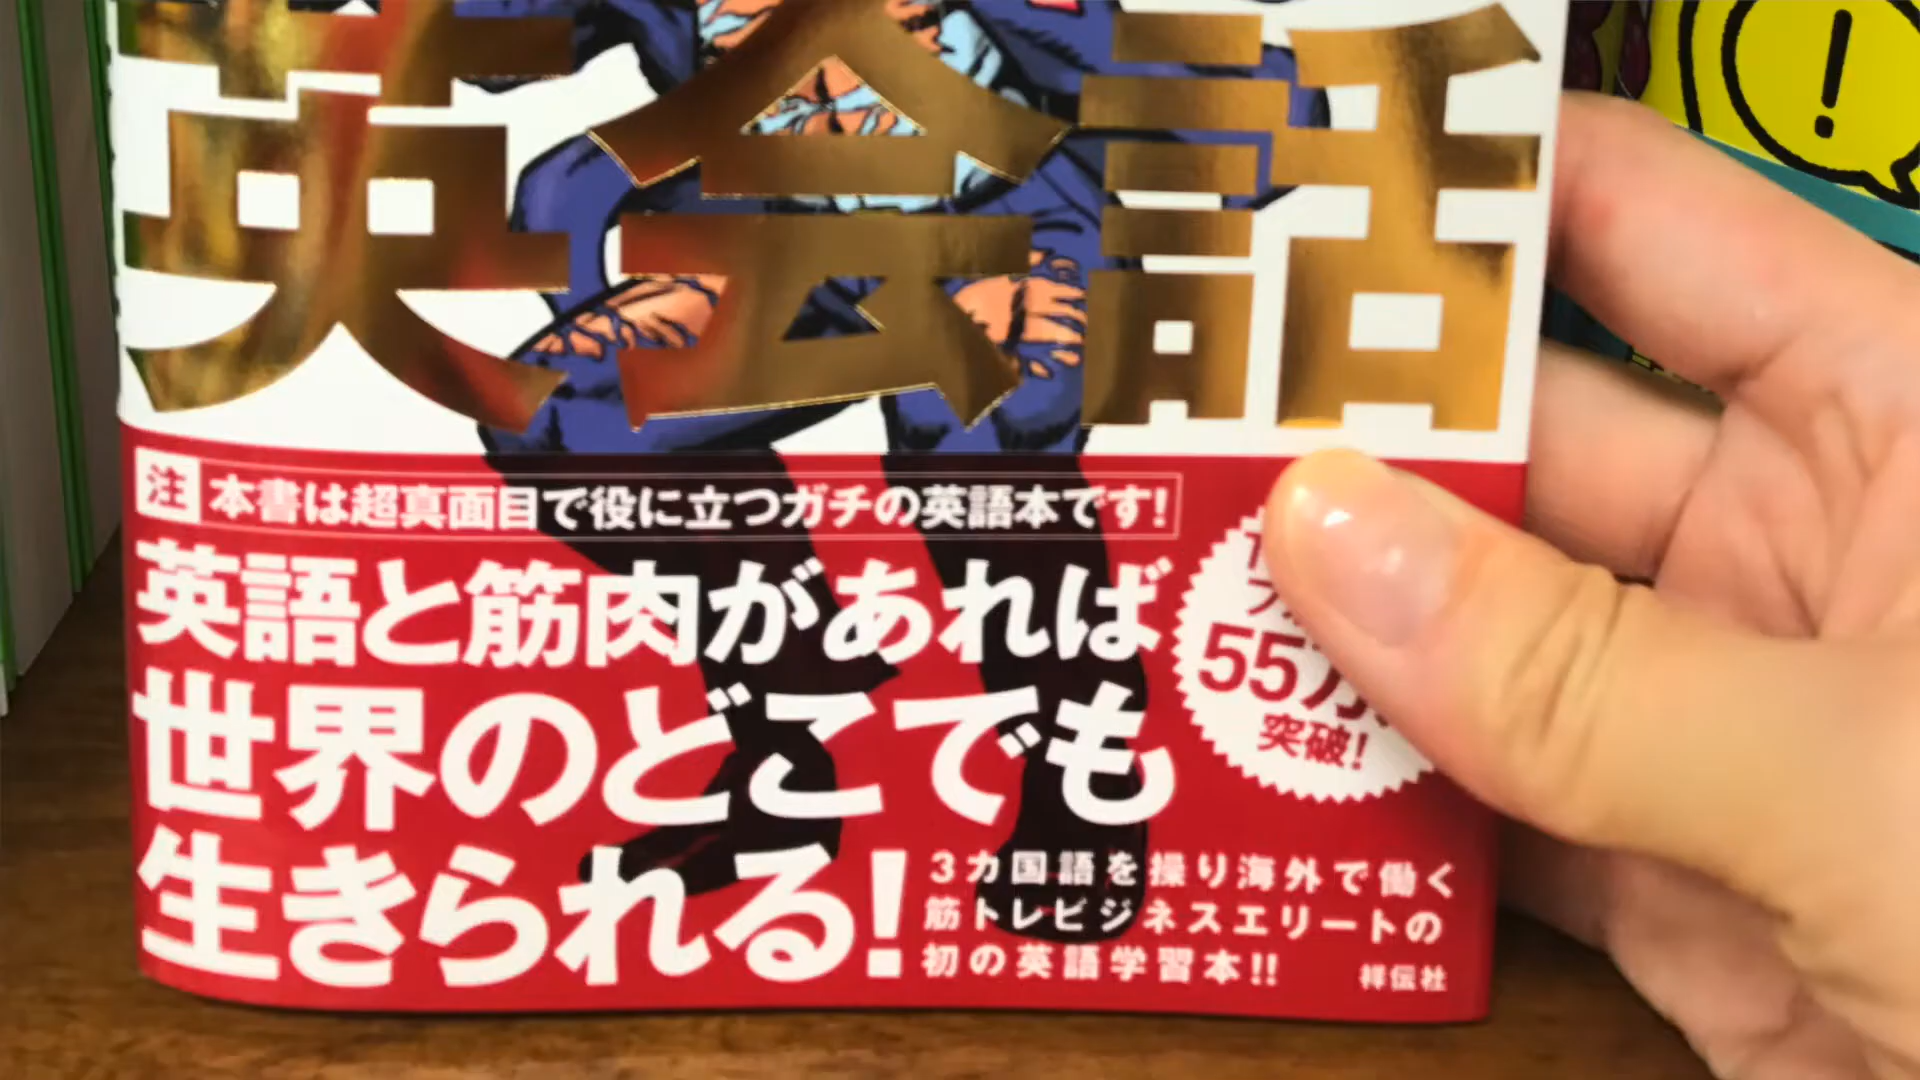 英会話
注 本書は超真面目で役に立つガチの英語本です!
英語と筋肉があれば
世界のどこでも
生きられる!
55万
突破!
3カ国語を操り海外で働く
筋トレビジネスエリートの
初の英語学習本!!
祥伝社
!